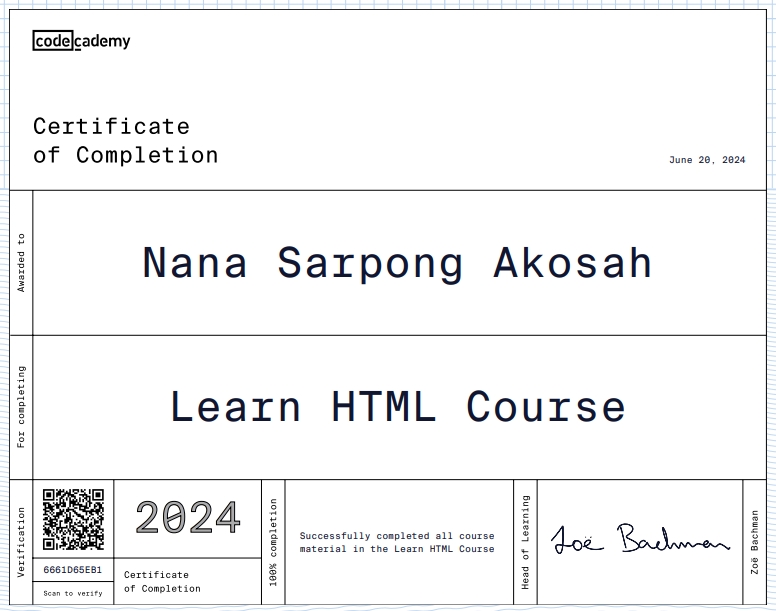 codecademy
Certificate
of Completion
June 20, 2024
Awarded to
Nana Sarpong Akosah
For completing
Learn HTML Course
Verification
6661D65EB1
Scan to verify
2024
Certificate
of Completion
100% completion
Successfully completed all course
material in the Learn HTML Course
Head of Learning
Zoë Bachman
Zoë Bachman